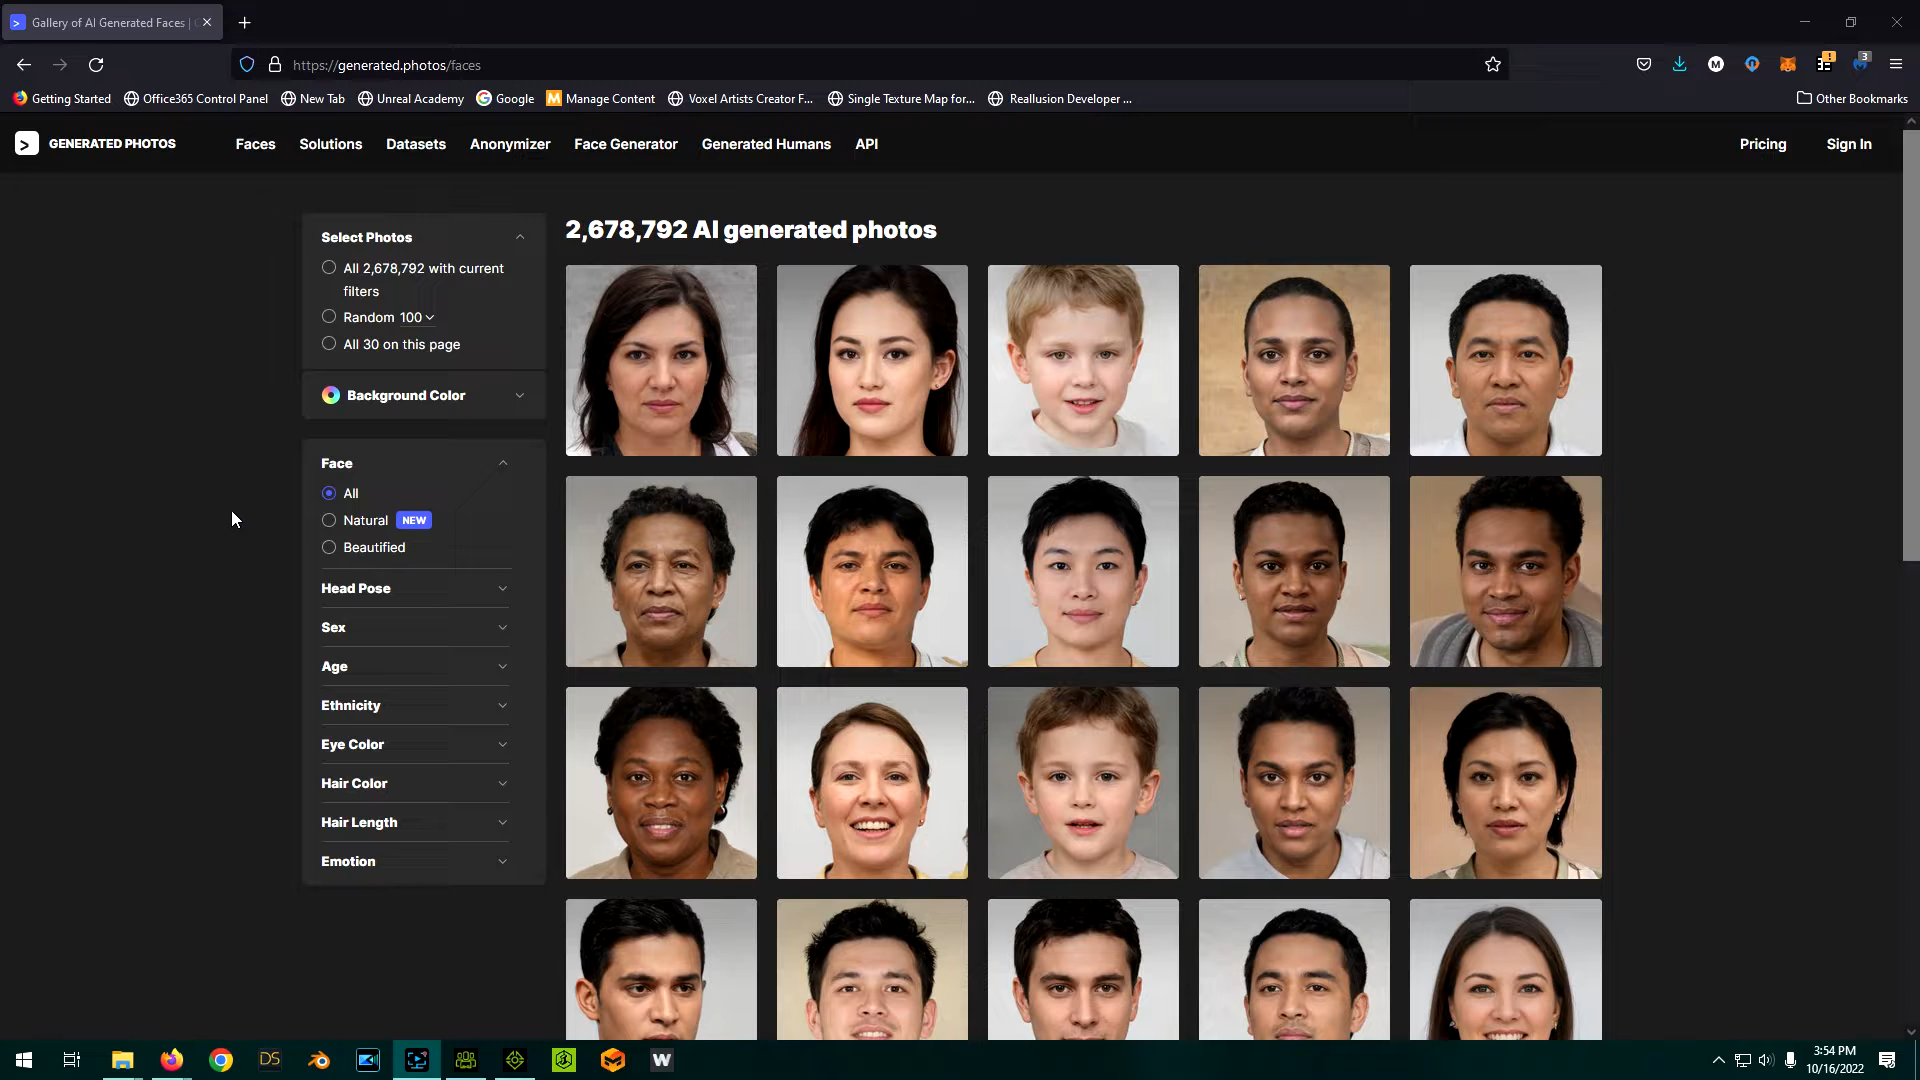 Gallery of AI Generated Faces |
https://generated.photos/faces
3
Getting Started
Office365 Control Panel
New Tab
Unreal Academy
Google
Manage Content
Voxel Artists Creator F...
Single Texture Map for...
Reallusion Developer ...
Other Bookmarks
GENERATED PHOTOS
Faces
Solutions
Datasets
Anonymizer
Face Generator
Generated Humans
API
Pricing
Sign In
Select Photos
All 2,678,792 with current
filters
Random 100
All 30 on this page
Background Color
Face
All
Natural NEW
Beautified
Head Pose
Sex
Age
Ethnicity
Eye Color
Hair Color
Hair Length
Emotion
2,678,792 AI generated photos
DS
W
3:54 PM
10/16/2022